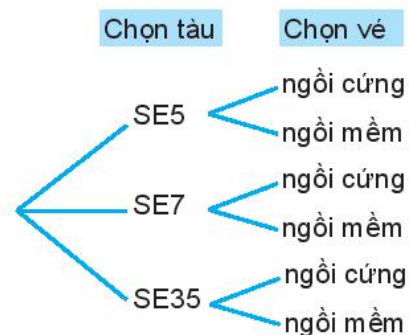 Chọn tàu Chọn vé
SE5
ngồi cứng
ngồi mềm
SE7
ngồi cứng
ngồi mềm
SE35
ngồi cứng
ngồi mềm